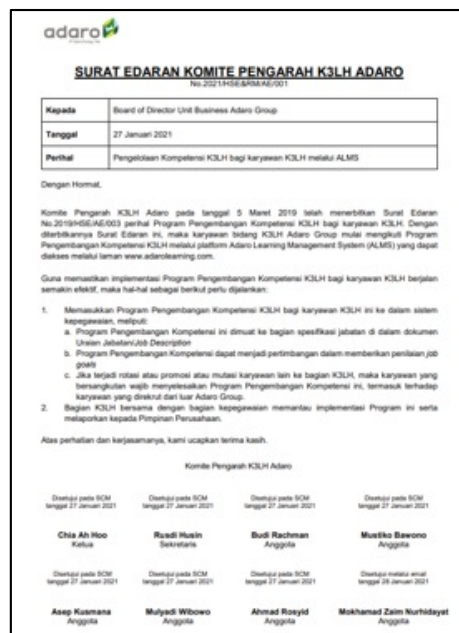 adaro
SURAT EDARAN KOMITE PENGARAH K3LH ADARO
No.2021/HSE&RM/AE/001
Kepada Board of Director Unit Business Adaro Group
Tanggal 27 Januari 2021
Perihal Pengelolaan Kompetensi K3LH bagi karyawan K3LH melalui ALMS
Dengan Hormat,
Komite Pengarah K3LH Adaro pada tanggal 5 Maret 2019 telah menerbitkan Surat Edaran
No.2019/HSE/AE/003 perihal Program Pengembangan Kompetensi K3LH bagi karyawan K3LH. Dengan
diterbitkannya Surat Edaran ini, maka karyawan bidang K3LH Adaro Group mulai mengikuti Program
Pengembangan Kompetensi K3LH melalui platform Adaro Learning Management System (ALMS) yang dapat
diakses melalui laman www.adarolearning.com.
Guna memastikan implementasi Program Pengembangan Kompetensi K3LH bagi karyawan K3LH berjalan
semakin efektif, maka hal-hal sebagai berikut perlu dijalankan:
1. Memasukkan Program Pengembangan Kompetensi K3LH bagi karyawan K3LH ini ke dalam sistem
kepegawaian, meliputi:
a. Program Pengembangan Kompetensi ini dimuat ke bagian spesifikasi jabatan di dalam dokumen
Uraian Jabatan/Job Description
b. Program Pengembangan Kompetensi dapat menjadi pertimbangan dalam memberikan penilaian job
goals
c. Jika terjadi rotasi atau promosi atau mutasi karyawan lain ke bagian K3LH, maka karyawan yang
bersangkutan wajib menyelesaikan Program Pengembangan Kompetensi ini, termasuk terhadap
karyawan yang direkrut dari luar Adaro Group.
2. Bagian K3LH bersama dengan bagian kepegawaian memantau implementasi Program ini serta
melaporkan kepada Pimpinan Perusahaan.
Atas perhatian dan kerjasamanya, kami ucapkan terima kasih.
Komite Pengarah K3LH Adaro
Disetujui pada SCM Disetujui pada SCM Disetujui pada SCM Disetujui pada SCM
tanggal 27 Januari 2021 tanggal 27 Januari 2021 tanggal 27 Januari 2021 tanggal 27 Januari 2021
Chia Ah Hoo Rusdi Husin Budi Rachman Mustiko Bawono
Ketua Sekretaris Anggota Anggota
Disetujui pada SCM Disetujui pada SCM Disetujui pada SCM Disetujui melalui email
tanggal 27 Januari 2021 tanggal 27 Januari 2021 tanggal 27 Januari 2021 tanggal 28 Januari 2021
Asep Kusmana Mulyadi Wibowo Ahmad Rosyid Mokhamad Zaim Nurhidayat
Anggota Anggota Anggota Anggota